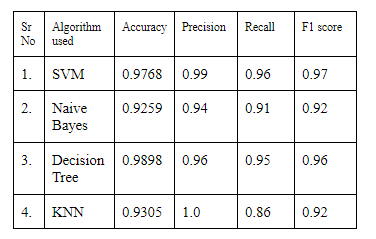 Sr No Algorithm used Accuracy Precision Recall F1 score
1. SVM 0.9768 0.99 0.96 0.97
2. Naive Bayes 0.9259 0.94 0.91 0.92
3. Decision Tree 0.9898 0.96 0.95 0.96
4. KNN 0.9305 1.0 0.86 0.92